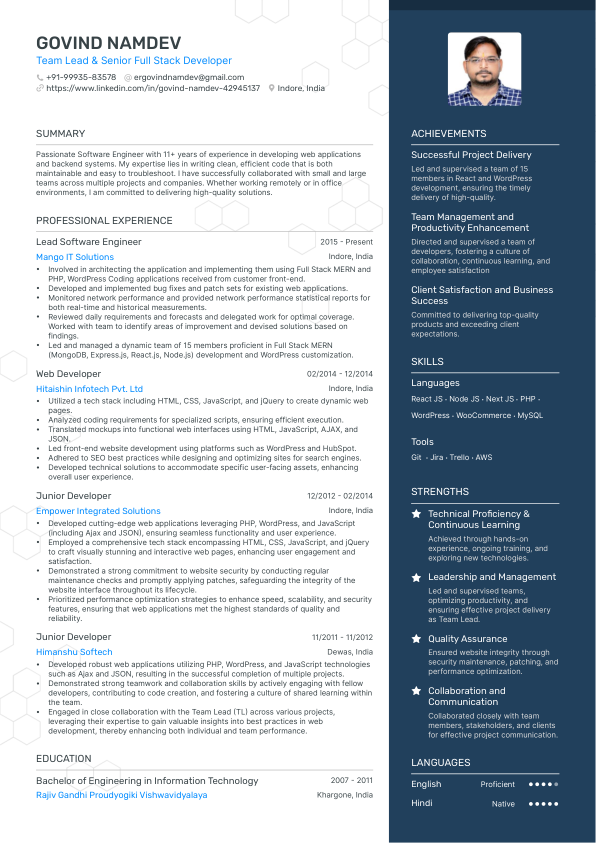 GOVIND NAMDEV
Team Lead & Senior Full Stack Developer
+91-99935-83578 ergovindnamdev@gmail.com
https://www.linkedin.com/in/govind-namdev-42945137 Indore, India
SUMMARY
Passionate Software Engineer with 11+ years of experience in developing web applications
and backend systems. My expertise lies in writing clean, efficient code that is both
maintainable and easy to troubleshoot. I have successfully collaborated with small and large
teams across multiple projects and companies. Whether working remotely or in office
environments, I am committed to delivering high-quality solutions.
PROFESSIONAL EXPERIENCE
Lead Software Engineer 2015 - Present
Mango IT Solutions Indore, India
• Involved in architecting the application and implementing them using Full Stack MERN and
PHP, WordPress Coding applications received from customer front-end.
• Developed and implemented bug fixes and patch sets for existing web applications.
• Monitored network performance and provided network performance statistical reports for
both real-time and historical measurements.
• Reviewed daily requirements and forecasts and delegated work for optimal coverage.
Worked with team to identify areas of improvement and devised solutions based on
findings.
• Led and managed a dynamic team of 15 members proficient in Full Stack MERN
(MongoDB, Express.js, React.js, Node.js) development and WordPress customization.
Web Developer 02/2014 - 12/2014
Hitaishin Infotech Pvt. Ltd Indore, India
• Utilized a tech stack including HTML, CSS, JavaScript, and jQuery to create dynamic web
pages.
• Analyzed coding requirements for specialized scripts, ensuring efficient execution.
• Translated mockups into functional web interfaces using HTML, JavaScript, AJAX, and
JSON.
• Led front-end website development using platforms such as WordPress and HubSpot.
• Adhered to SEO best practices while designing and optimizing sites for search engines.
• Developed technical solutions to accommodate specific user-facing assets, enhancing
overall user experience.
Junior Developer 12/2012 - 02/2014
Empower Integrated Solutions Indore, India
• Developed cutting-edge web applications leveraging PHP, WordPress, and JavaScript
(including Ajax and JSON), ensuring seamless functionality and user experience.
• Employed a comprehensive tech stack encompassing HTML, CSS, JavaScript, and jQuery
to craft visually stunning and interactive web pages, enhancing user engagement and
satisfaction.
• Demonstrated a strong commitment to website security by conducting regular
maintenance checks and promptly applying patches, safeguarding the integrity of the
website interface throughout its lifecycle.
• Prioritized performance optimization strategies to enhance speed, scalability, and security
features, ensuring that web applications met the highest standards of quality and
reliability.
Junior Developer 11/2011 - 11/2012
Himanshu Softech Dewas, India
• Developed robust web applications utilizing PHP, WordPress, and JavaScript technologies
such as Ajax and JSON, resulting in the successful completion of multiple projects.
• Demonstrated strong teamwork and collaboration skills by actively engaging with fellow
developers, contributing to code creation, and fostering a culture of shared learning within
the team.
• Engaged in close collaboration with the Team Lead (TL) across various projects,
leveraging their expertise to gain valuable insights into best practices in web
development, thereby enhancing both individual and team performance.
EDUCATION
Bachelor of Engineering in Information Technology 2007 - 2011
Rajiv Gandhi Proudyogiki Vishwavidyalaya Khargone, India
ACHIEVEMENTS
Successful Project Delivery
Led and supervised a team of 15
members in React and WordPress
development, ensuring the timely
delivery of high-quality.
Team Management and
Productivity Enhancement
Directed and supervised a team of
developers, fostering a culture of
collaboration, continuous learning, and
employee satisfaction
Client Satisfaction and Business
Success
Committed to delivering top-quality
products and exceeding client
expectations.
SKILLS
Languages
React JS · Node JS · Next JS · PHP ·
WordPress · WooCommerce · MySQL
Tools
Git · Jira · Trello · AWS
STRENGTHS
Technical Proficiency &
Continuous Learning
Achieved through hands-on
experience, ongoing training, and
exploring new technologies.
Leadership and Management
Led and supervised teams,
optimizing productivity, and
ensuring effective project delivery
as Team Lead.
Quality Assurance
Ensured website integrity through
security maintenance, patching, and
performance optimization.
Collaboration and
Communication
Collaborated closely with team
members, stakeholders, and clients
for effective project communication.
LANGUAGES
English Proficient
Hindi Native